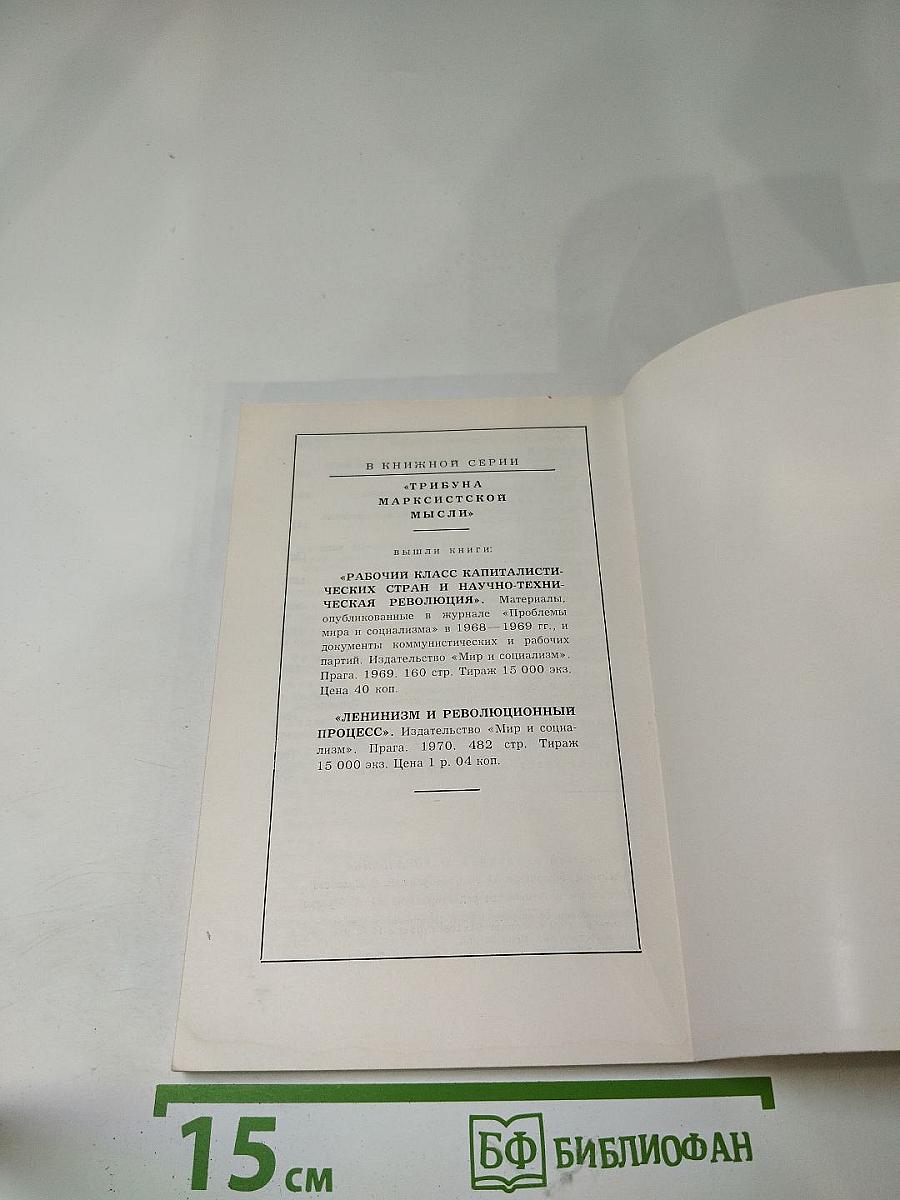 В КНИЖНОЙ СЕРИИ
«ТРИБУНА
МАРКСИСТСКОЙ
МЫСЛИ»
ВЫШЛИ КНИГИ:
«РАБОЧИЙ КЛАСС КАПИТАЛИСТИ-
ЧЕСКИХ СТРАН И НАУЧНО-ТЕХНИ-
ЧЕСКАЯ РЕВОЛЮЦИЯ». Материалы,
опубликованные в журнале «Проблемы
мира и социализма» в 1968—1969 гг., и
документы коммунистических и рабочих
партий. Издательство «Мир и социализм».
Прага. 1969. 160 стр. Тираж 15 000 экз.
Цена 40 коп.
«ЛЕНИНИЗМ И РЕВОЛЮЦИОННЫЙ
ПРОЦЕСС». Издательство «Мир и социа-
лизм». Прага. 1970. 482 стр. Тираж
15 000 экз. Цена 1 р. 04 коп.
15 см
БФ БИБЛИОФАН